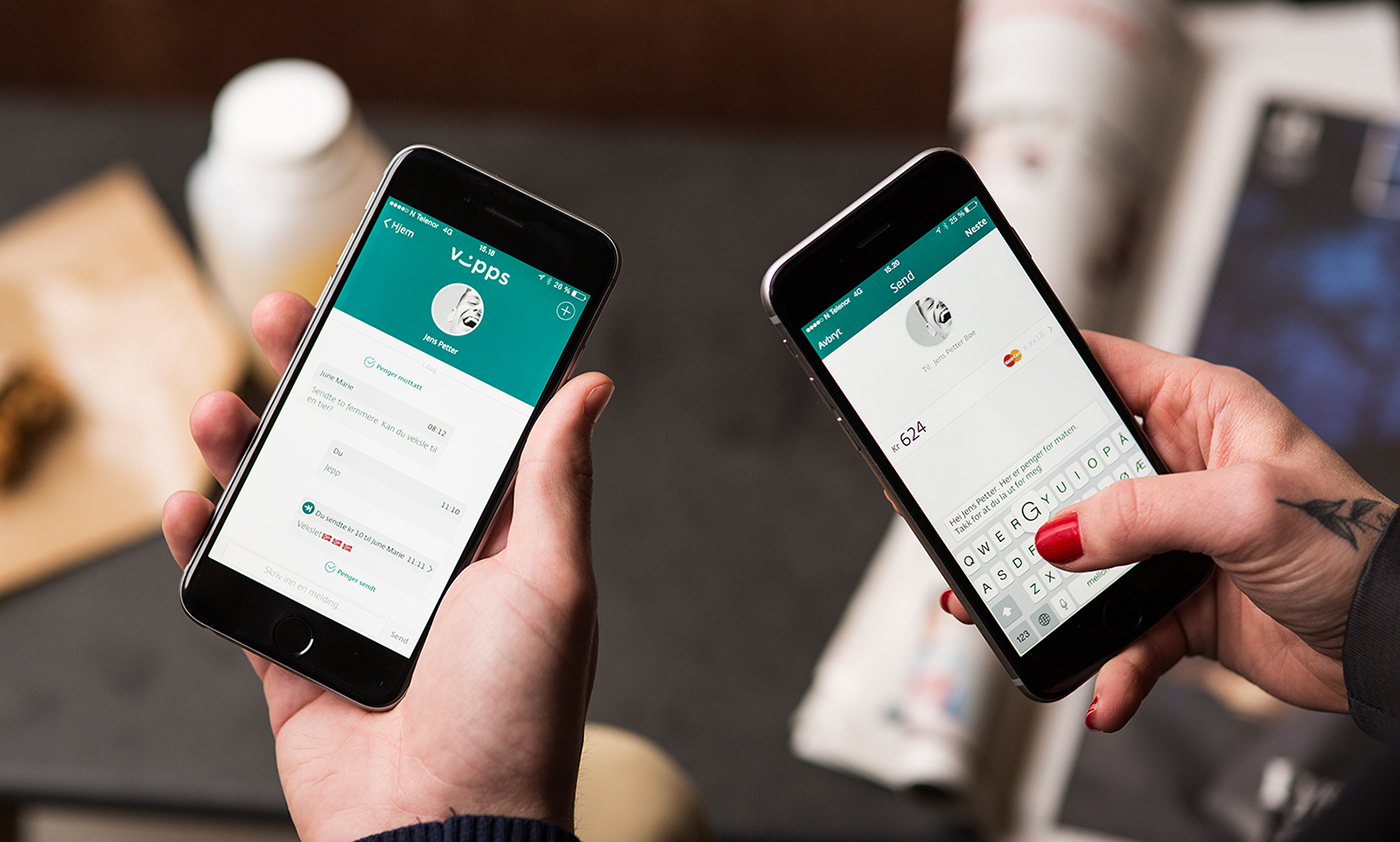 N Telenor 4G
15.18
26 %
Hjem
vipps
Jens Petter
I dag
Penger mottatt
June Marie
Sendte to femmere. Kan du veksle til
en tier?
08:12
Du
Jepp
11:10
Du sendte kr 10 til June Marie
Vekslet
11:11
Penger sendt
Skriv inn en melding...
Send
N Telenor 4G
15.20
25 %
Avbryt
Send
Neste
Til: Jens Petter Bøe
Kr 624
Hei Jens Petter. Her er penger for maten.
Takk for at du la ut for meg
Q W E R G Y U I O P Å
A S D F Ø Æ
Z X
123